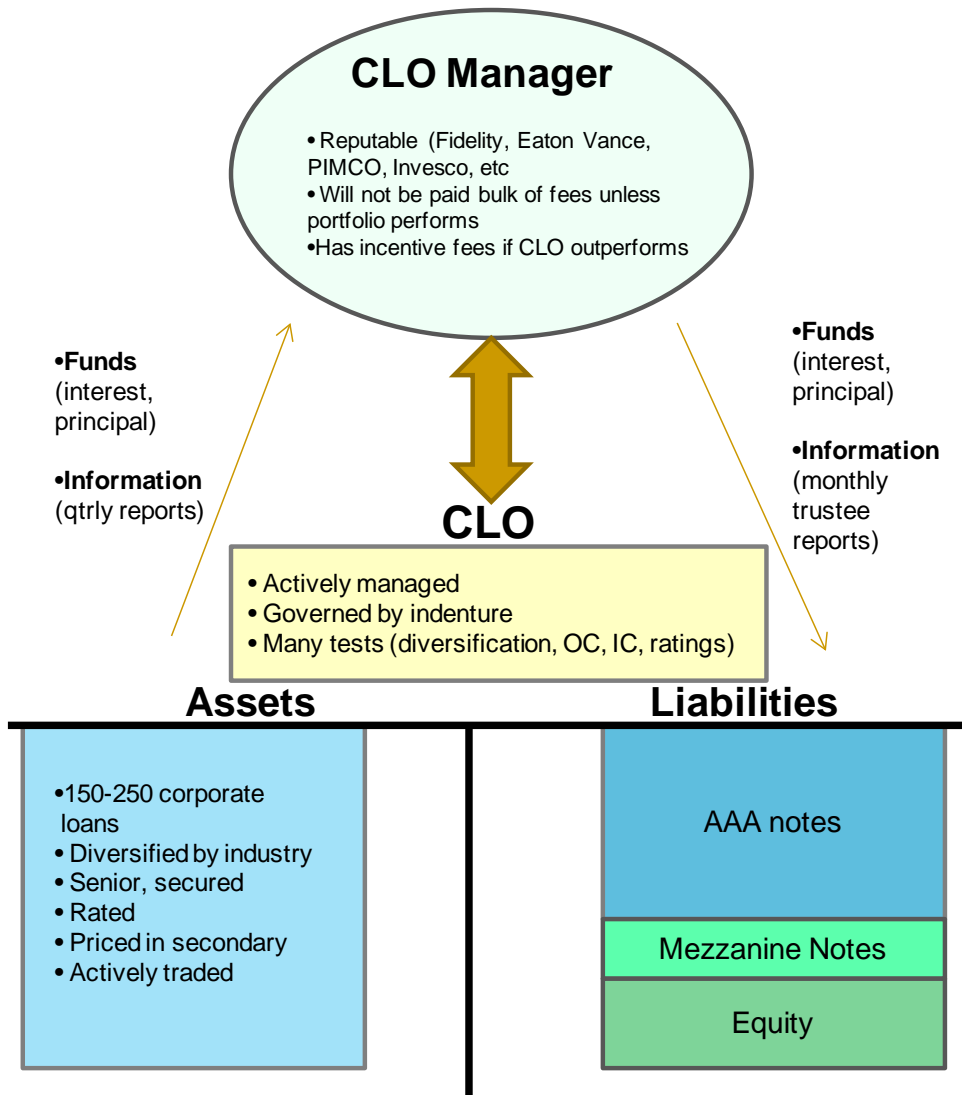 CLO Manager
•Reputable (Fidelity, Eaton Vance,
PIMCO, Invesco, etc
•Will not be paid bulk of fees unless
portfolio performs
•Has incentive fees if CLO outperforms
•Funds
(interest,
principal)
•Information
(qtrly reports)
•Funds
(interest,
principal)
•Information
(monthly
trustee
reports)
CLO
• Actively managed
• Governed by indenture
• Many tests (diversification, OC, IC, ratings)
Assets
Liabilities
•150-250 corporate
loans
• Diversified by industry
• Senior, secured
• Rated
• Priced in secondary
• Actively traded
AAA notes
Mezzanine Notes
Equity